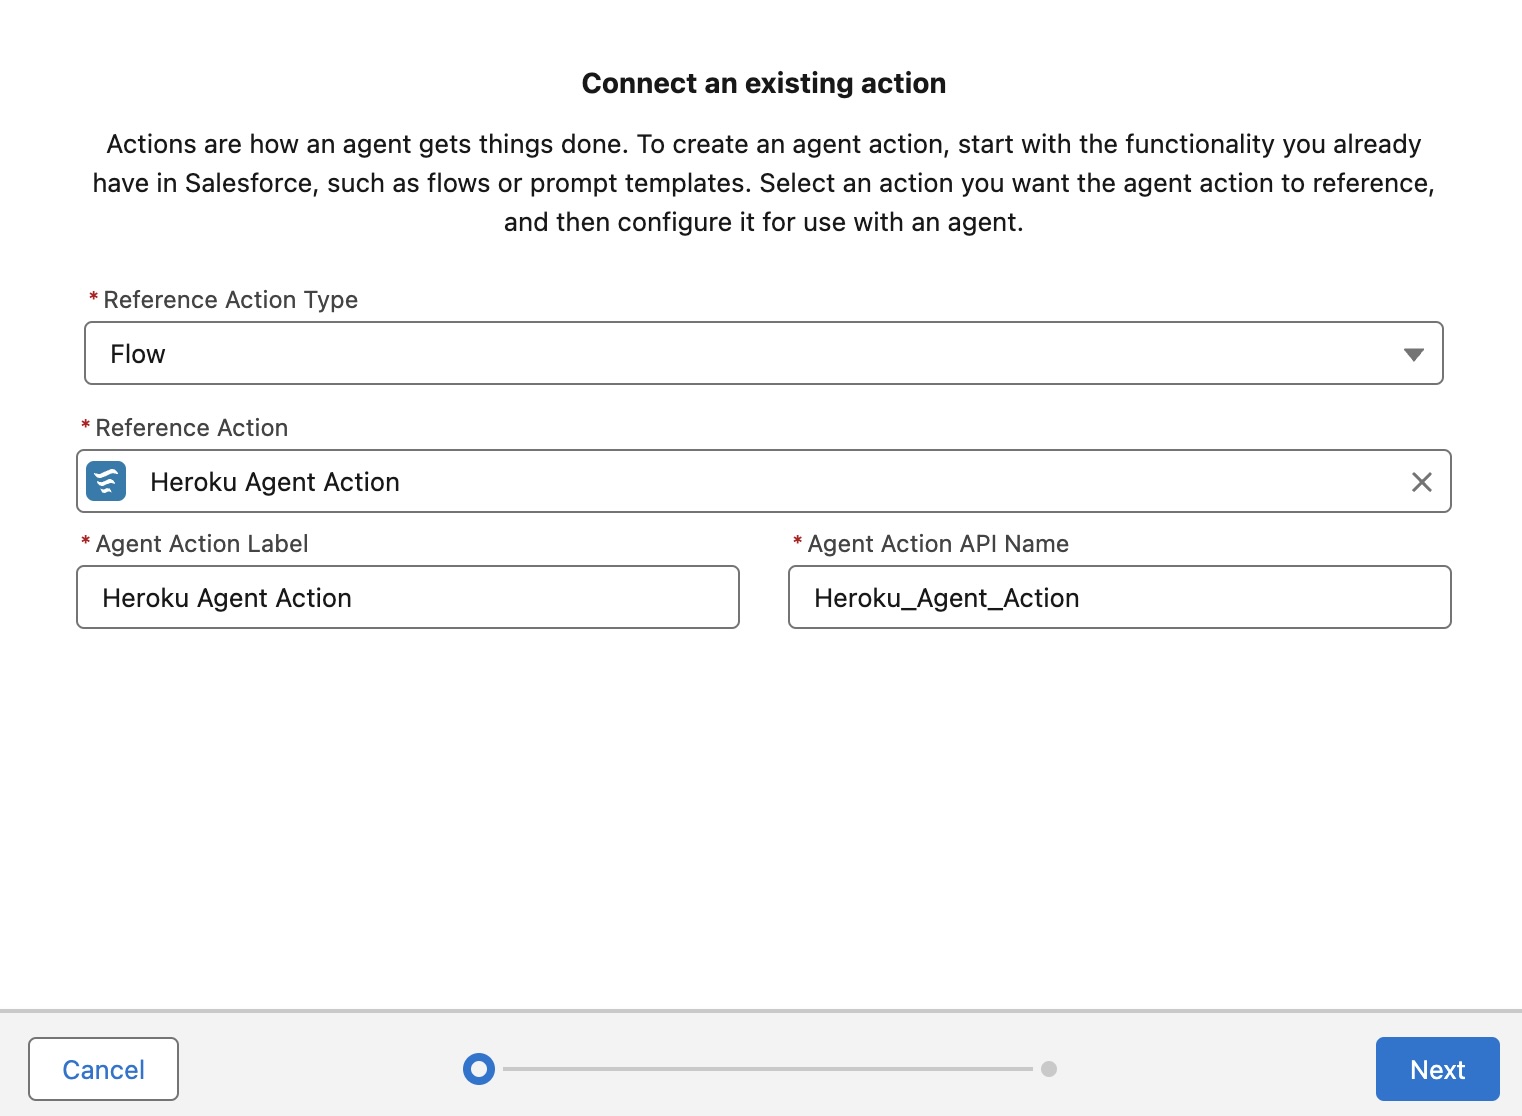 Connect an existing action
Actions are how an agent gets things done. To create an agent action, start with the functionality you already
have in Salesforce, such as flows or prompt templates. Select an action you want the agent action to reference,
and then configure it for use with an agent.
* Reference Action Type
Flow
* Reference Action
Heroku Agent Action
* Agent Action Label
* Agent Action API Name
Heroku Agent Action
Heroku_Agent_Action
Cancel
Next